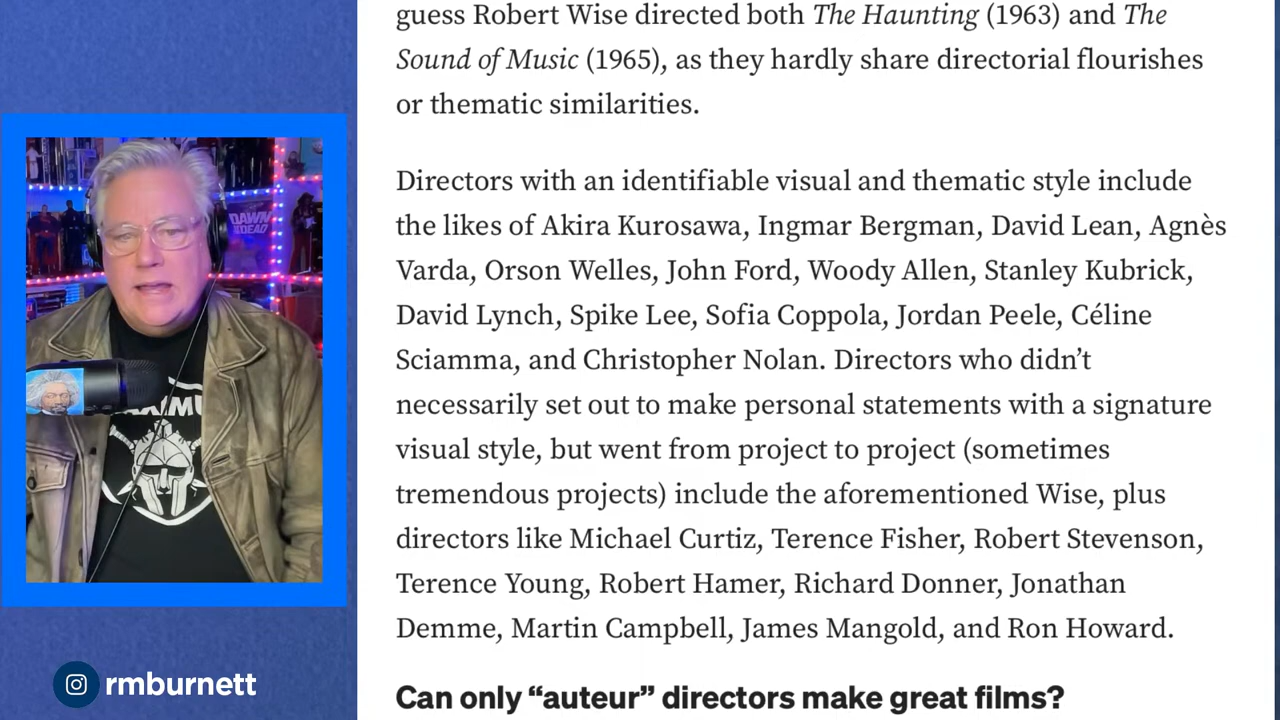 guess Robert Wise directed both The Haunting (1963) and The
Sound of Music (1965), as they hardly share directorial flourishes
or thematic similarities.
Directors with an identifiable visual and thematic style include
the likes of Akira Kurosawa, Ingmar Bergman, David Lean, Agnès
Varda, Orson Welles, John Ford, Woody Allen, Stanley Kubrick,
David Lynch, Spike Lee, Sofia Coppola, Jordan Peele, Céline
Sciamma, and Christopher Nolan. Directors who didn’t
necessarily set out to make personal statements with a signature
visual style, but went from project to project (sometimes
tremendous projects) include the aforementioned Wise, plus
directors like Michael Curtiz, Terence Fisher, Robert Stevenson,
Terence Young, Robert Hamer, Richard Donner, Jonathan
Demme, Martin Campbell, James Mangold, and Ron Howard.
Can only “auteur” directors make great films?
DAWN
DEAD
rmburnett